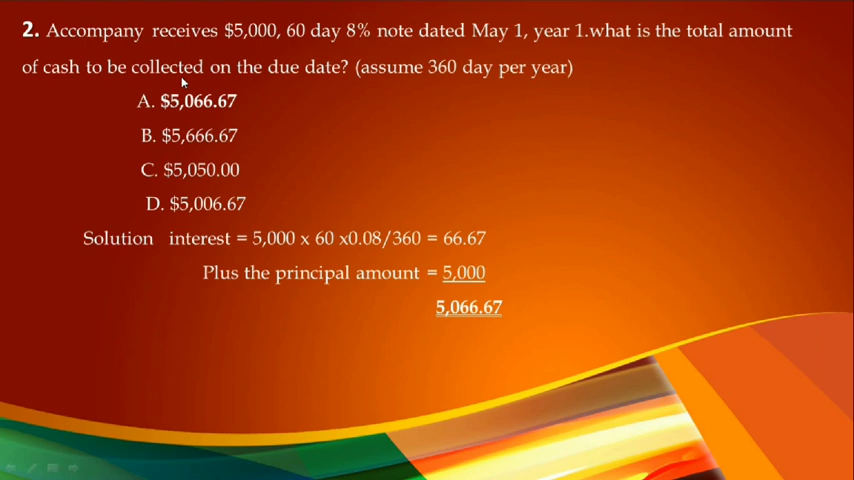 2. Accompany receives $5,000, 60 day 8% note dated May 1, year 1.what is the total amount
of cash to be collected on the due date? (assume 360 day per year)
A. $5,066.67
B. $5,666.67
C. $5,050.00
D. $5,006.67
Solution interest = 5,000 x 60 x0.08/360 = 66.67
Plus the principal amount = 5,000
5,066.67